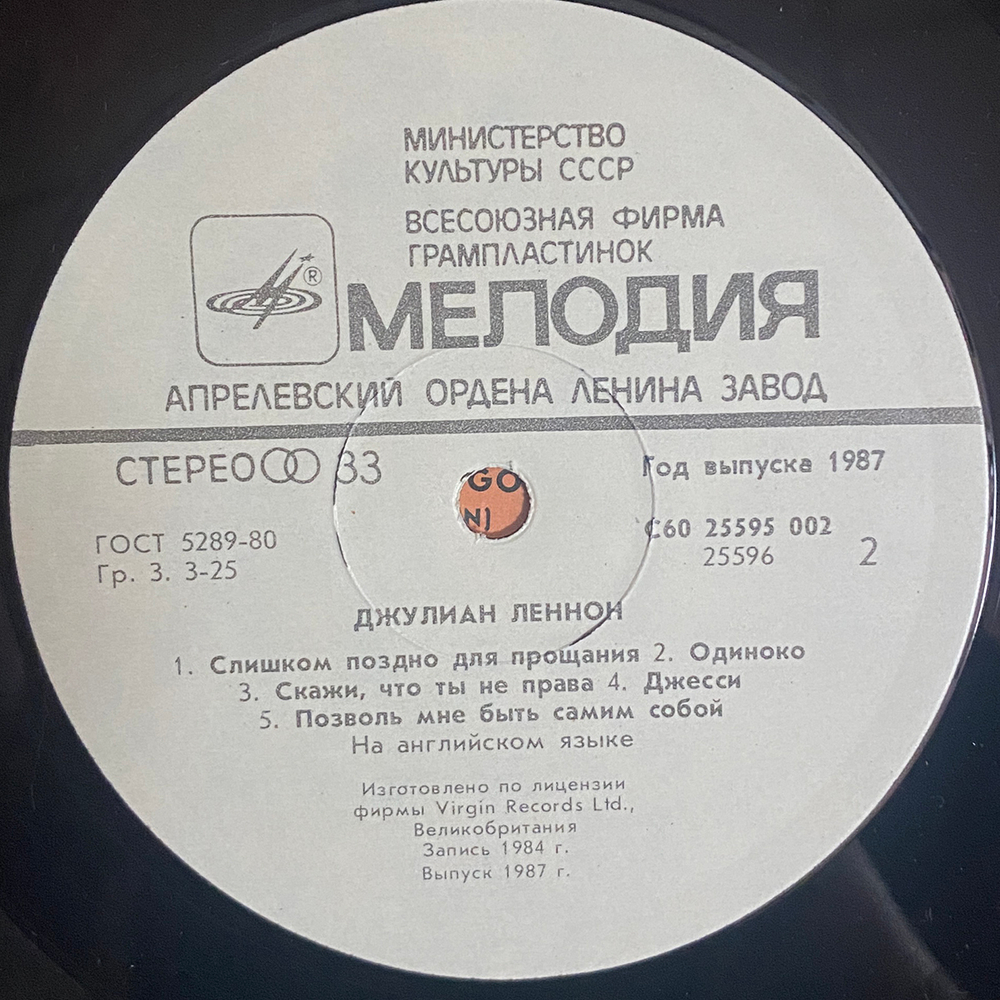 МИНИСТЕРСТВО
КУЛЬТУРЫ СССР
ВСЕСОЮЗНАЯ ФИРМА
ГРАМПЛАСТИНОК
®
МЕЛОДИЯ
АПРЕЛЕВСКИЙ ОРДЕНА ЛЕНИНА ЗАВОД
СТЕРЕО 33
Год выпуска 1987
GO
N)
ГОСТ 5289-80
Гр. 3. 3-25
С60 25595 002
25596
2
ДЖУЛИАН ЛЕННОН
1. Слишком поздно для прощания 2. Одиноко
3. Скажи, что ты не права 4. Джесси
5. Позволь мне быть самим собой
На английском языке
Изготовлено по лицензии
фирмы Virgin Records Ltd.,
Великобритания
Запись 1984 г.
Выпуск 1987 г.